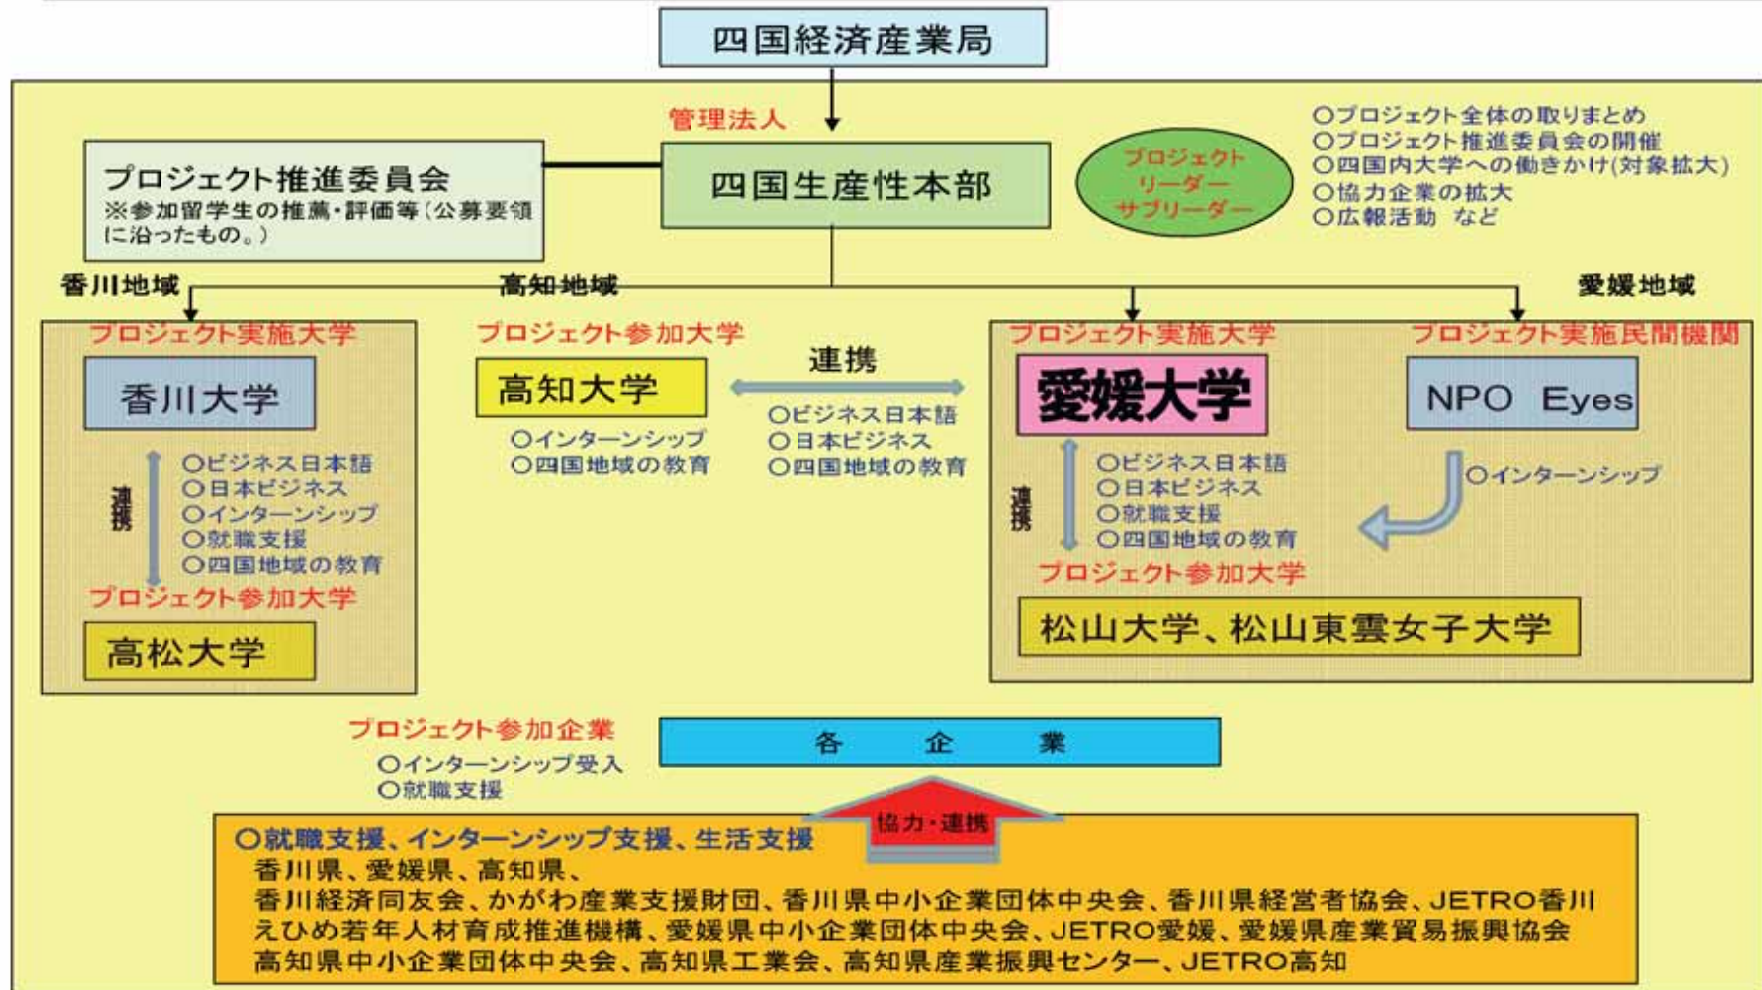 四国経済産業局
管理法人
四国生産性本部
プロジェクト推進委員会
※参加留学生の推薦・評価等(公募要領
に沿ったもの。)
プロジェクト
リーダー
サブリーダー
○プロジェクト全体の取りまとめ
○プロジェクト推進委員会の開催
○四国内大学への働きかけ(対象拡大)
○協力企業の拡大
○広報活動 など
香川地域
高知地域
愛媛地域
プロジェクト実施大学
香川大学
連携
○ビジネス日本語
○日本ビジネス
○インターンシップ
○就職支援
○四国地域の教育
プロジェクト参加大学
高松大学
プロジェクト参加大学
高知大学
○インターンシップ
○四国地域の教育
連携
○ビジネス日本語
○日本ビジネス
○四国地域の教育
プロジェクト実施大学
愛媛大学
連携
○ビジネス日本語
○日本ビジネス
○就職支援
○四国地域の教育
プロジェクト実施民間機関
NPO Eyes
○インターンシップ
プロジェクト参加大学
松山大学、松山東雲女子大学
プロジェクト参加企業
○インターンシップ受入
○就職支援
各 企 業
協力・連携
○就職支援、インターンシップ支援、生活支援
香川県、愛媛県、高知県、
香川経済同友会、かがわ産業支援財団、香川県中小企業団体中央会、香川県経営者協会、JETRO香川
えひめ若年人材育成推進機構、愛媛県中小企業団体中央会、JETRO愛媛、愛媛県産業貿易振興協会
高知県中小企業団体中央会、高知県工業会、高知県産業振興センター、JETRO高知